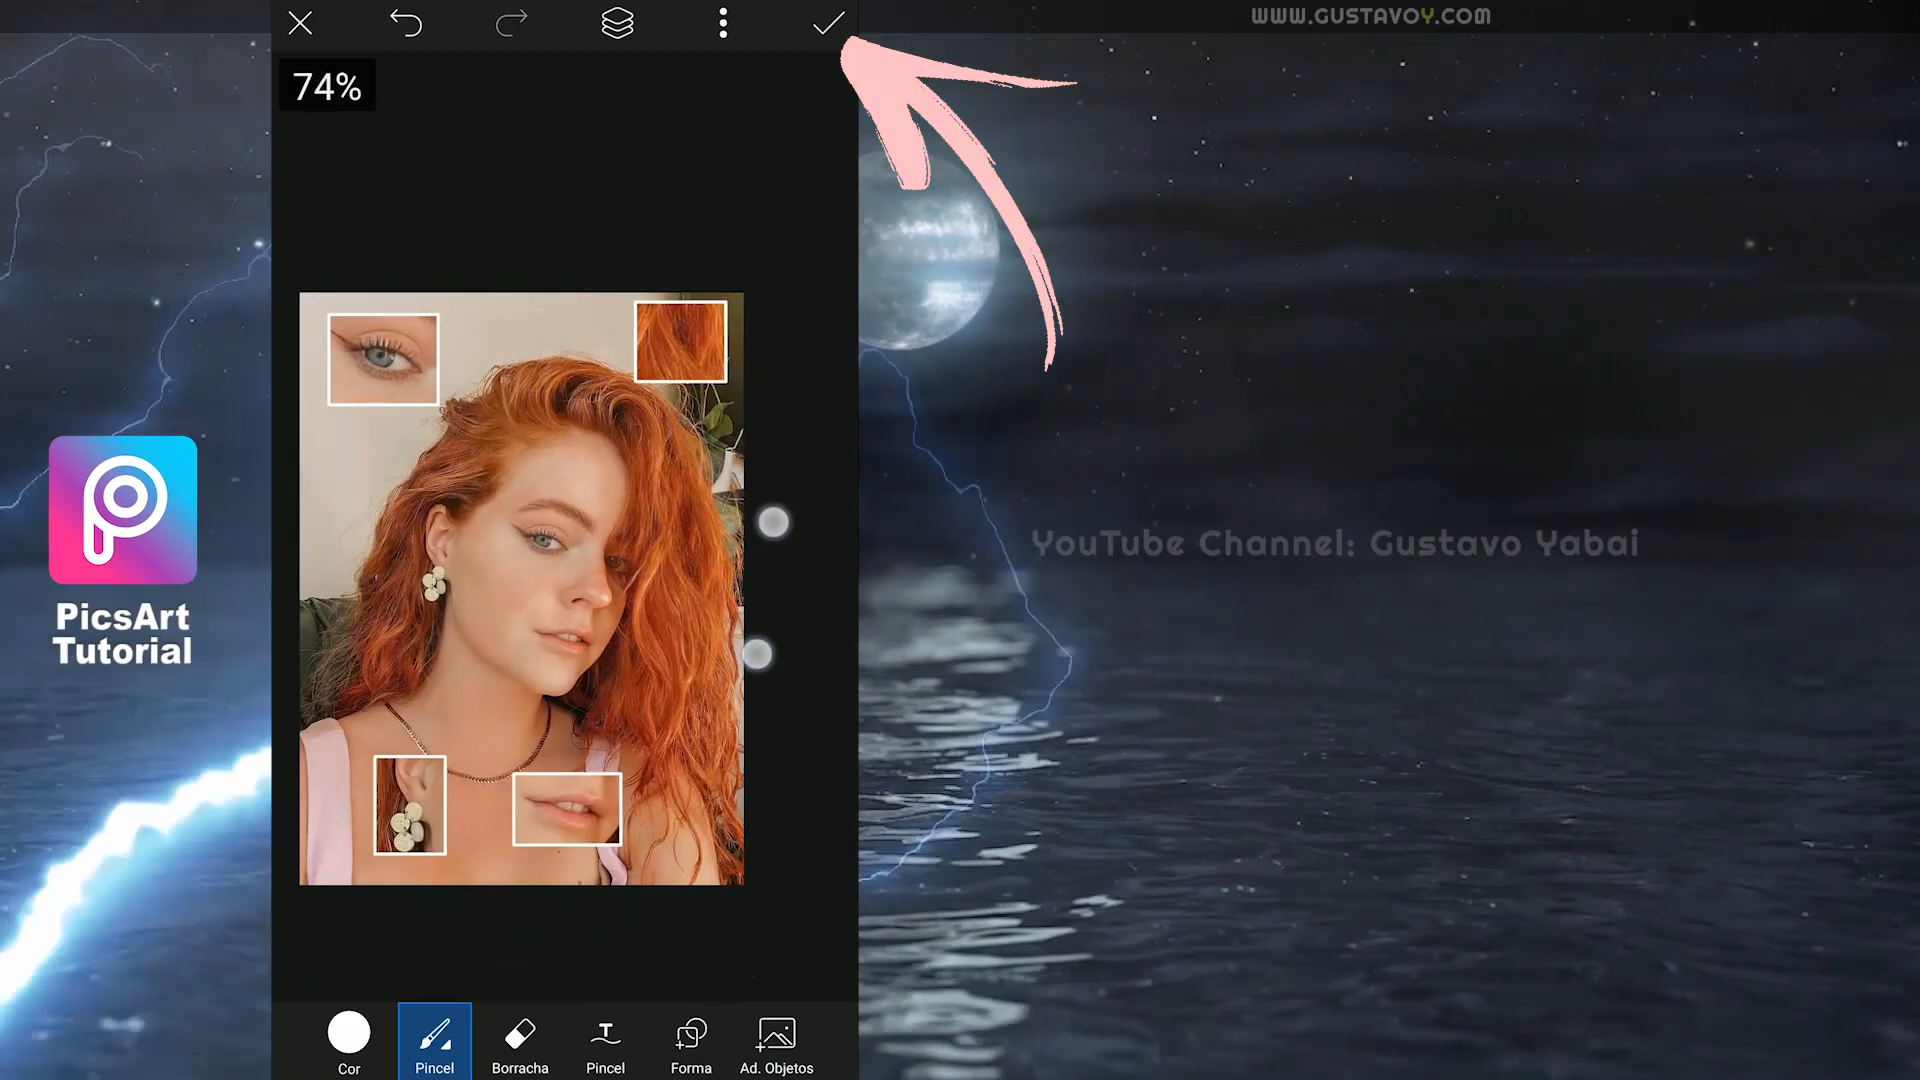 WWW.GUSTAVOY.COM
74%
YouTube Channel: Gustavo Yabai
PicsArt
Tutorial
Cor
Pincel
Borracha
Pincel
Forma
Ad. Objetos